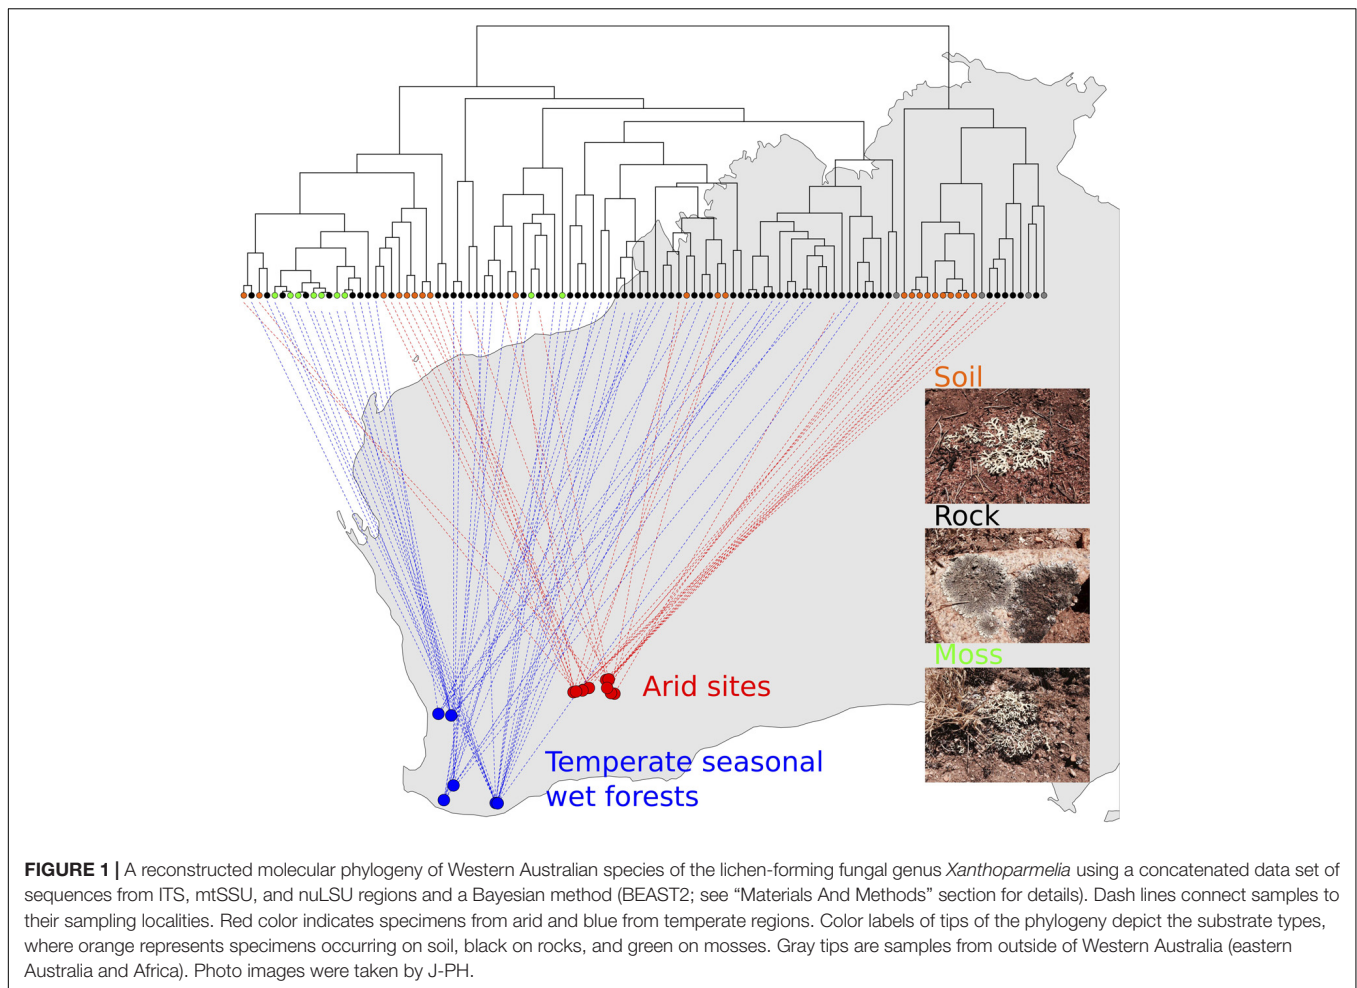 Soil
Rock
Moss
Arid sites
Temperate seasonal
wet forests
FIGURE 1 | A reconstructed molecular phylogeny of Western Australian species of the lichen-forming fungal genus Xanthoparmelia using a concatenated data set of
sequences from ITS, mtSSU, and nuLSU regions and a Bayesian method (BEAST2; see “Materials And Methods” section for details). Dash lines connect samples to
their sampling localities. Red color indicates specimens from arid and blue from temperate regions. Color labels of tips of the phylogeny depict the substrate types,
where orange represents specimens occurring on soil, black on rocks, and green on mosses. Gray tips are samples from outside of Western Australia (eastern
Australia and Africa). Photo images were taken by J-PH.